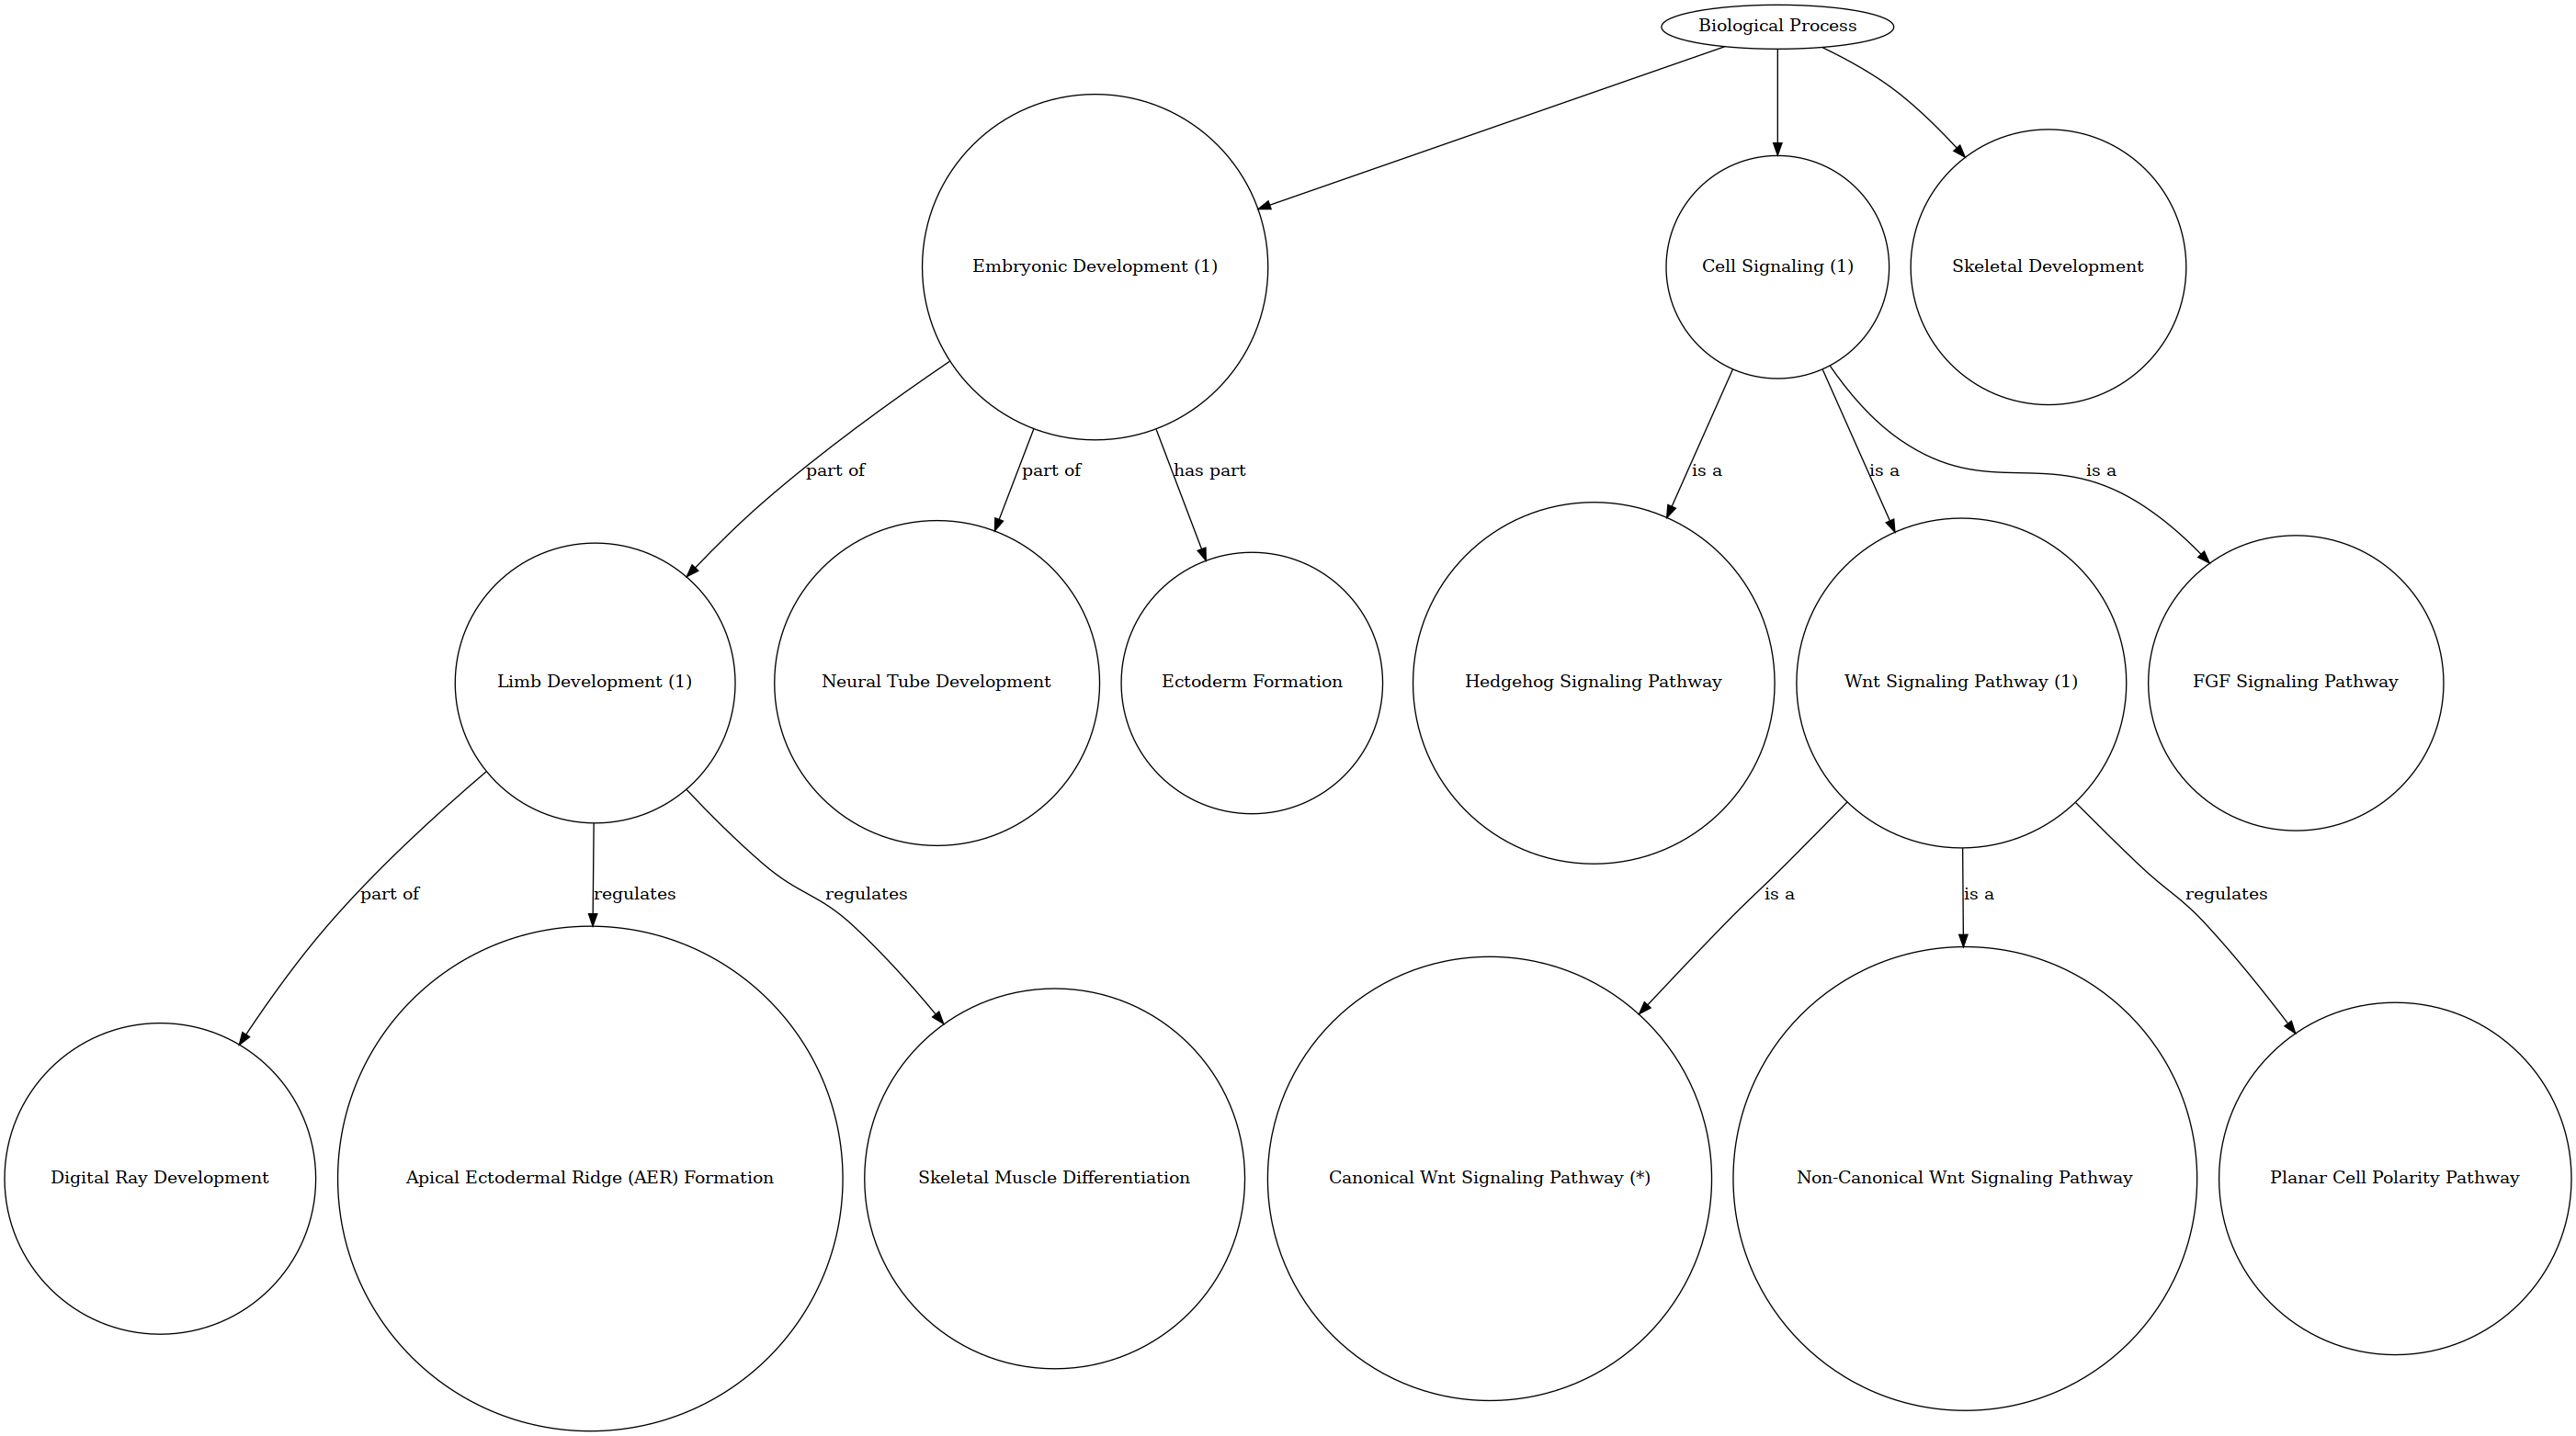 Biological Process
Embryonic Development (1)
Cell Signaling (1)
Skeletal Development
part of
part of
has part
is a
is a
is a
Limb Development (1)
Neural Tube Development
Ectoderm Formation
Hedgehog Signaling Pathway
Wnt Signaling Pathway (1)
FGF Signaling Pathway
part of
regulates
regulates
is a
is a
regulates
Digital Ray Development
Apical Ectodermal Ridge (AER) Formation
Skeletal Muscle Differentiation
Canonical Wnt Signaling Pathway (*)
Non-Canonical Wnt Signaling Pathway
Planar Cell Polarity Pathway